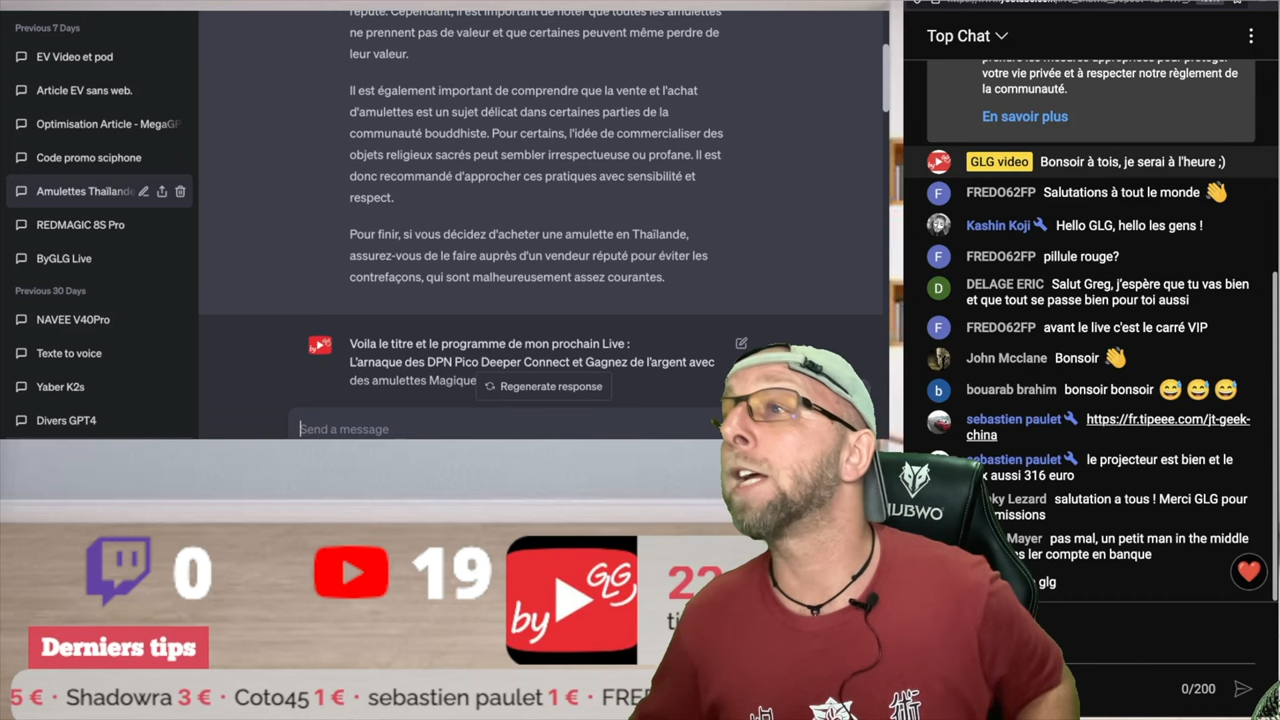 Previous 7 Days
EV Video et pod
Article EV sans web.
Optimisation Article - MegaGP
Code promo sciphone
Amulettes Thaïlande
REDMAGIC 8S Pro
ByGLG Live
Previous 30 Days
NAVEE V40Pro
Texte to voice
Yaber K2s
Divers GPT4
réputé. Cependant, il est important de noter que toutes les amulettes
ne prennent pas de valeur et que certaines peuvent même perdre de
leur valeur.
Il est également important de comprendre que la vente et l'achat
d'amulettes est un sujet délicat dans certaines parties de la
communauté bouddhiste. Pour certains, l'idée de commercialiser des
objets religieux sacrés peut sembler irrespectueuse ou profane. Il est
donc recommandé d'approcher ces pratiques avec sensibilité et
respect.
Pour finir, si vous décidez d'acheter une amulette en Thaïlande,
assurez-vous de le faire auprès d'un vendeur réputé pour éviter les
contrefaçons, qui sont malheureusement assez courantes.
Voila le titre et le programme de mon prochain Live :
L'arnaque des DPN Pico Deeper Connect et Gagnez de l'argent avec
des amulettes Magique
Regenerate response
Send a message
Top Chat
prendre les mesures appropriées pour protéger
votre vie privée et à respecter notre règlement de
la communauté.
En savoir plus
GLG video Bonsoir à tois, je serai à l'heure ;)
F FREDO62FP Salutations à tout le monde 👋
Kashin Koji Hello GLG, hello les gens !
F FREDO62FP pillule rouge?
D DELAGE ERIC Salut Greg, j'espère que tu vas bien
et que tout se passe bien pour toi aussi
F FREDO62FP avant le live c'est le carré VIP
John Mcclane Bonsoir 👋
b bouarab brahim bonsoir bonsoir 😅😅😅
sebastien paulet https://fr.tipeee.com/jt-geek-
china
sebastien paulet le projecteur est bien et le
x aussi 316 euro
ky Lezard salutation a tous ! Merci GLG pour
missions
Mayer pas mal, un petit man in the middle
s ler compte en banque
glg
0/200
0
19
by GLG
22
ti
HUBWO
Derniers tips
5 € · Shadowra 3 € · Coto45 1 € · sebastien paulet 1 € · FRE
術